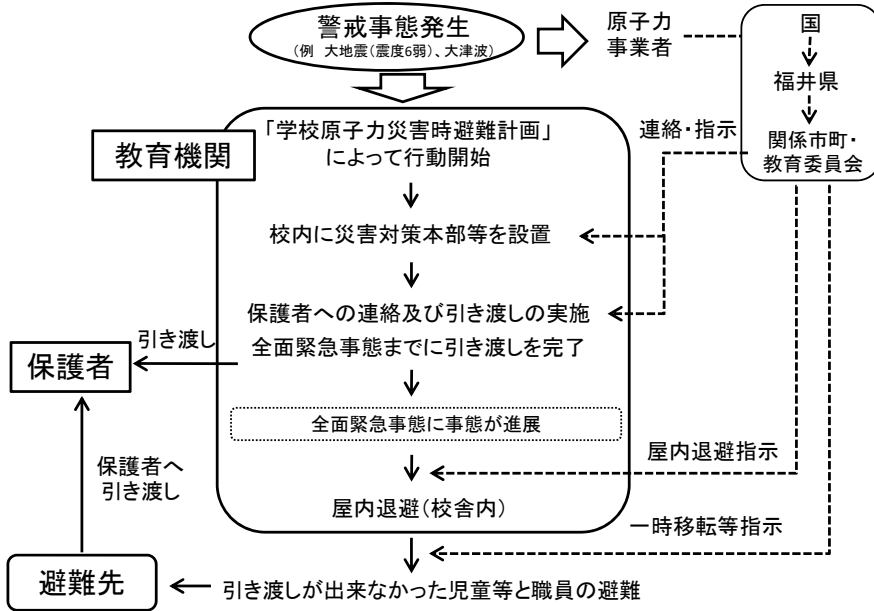 警戒事態発生
(例 大地震(震度6弱)、大津波)
原子力
事業者
国
福井県
関係市町・
教育委員会
連絡・指示
教育機関
「学校原子力災害時避難計画」
によって行動開始
校内に災害対策本部等を設置
保護者への連絡及び引き渡しの実施
全面緊急事態までに引き渡しを完了
引き渡し
保護者
全面緊急事態に事態が進展
屋内退避指示
保護者へ
引き渡し
屋内退避(校舎内)
一時移転等指示
避難先
引き渡しが出来なかった児童等と職員の避難